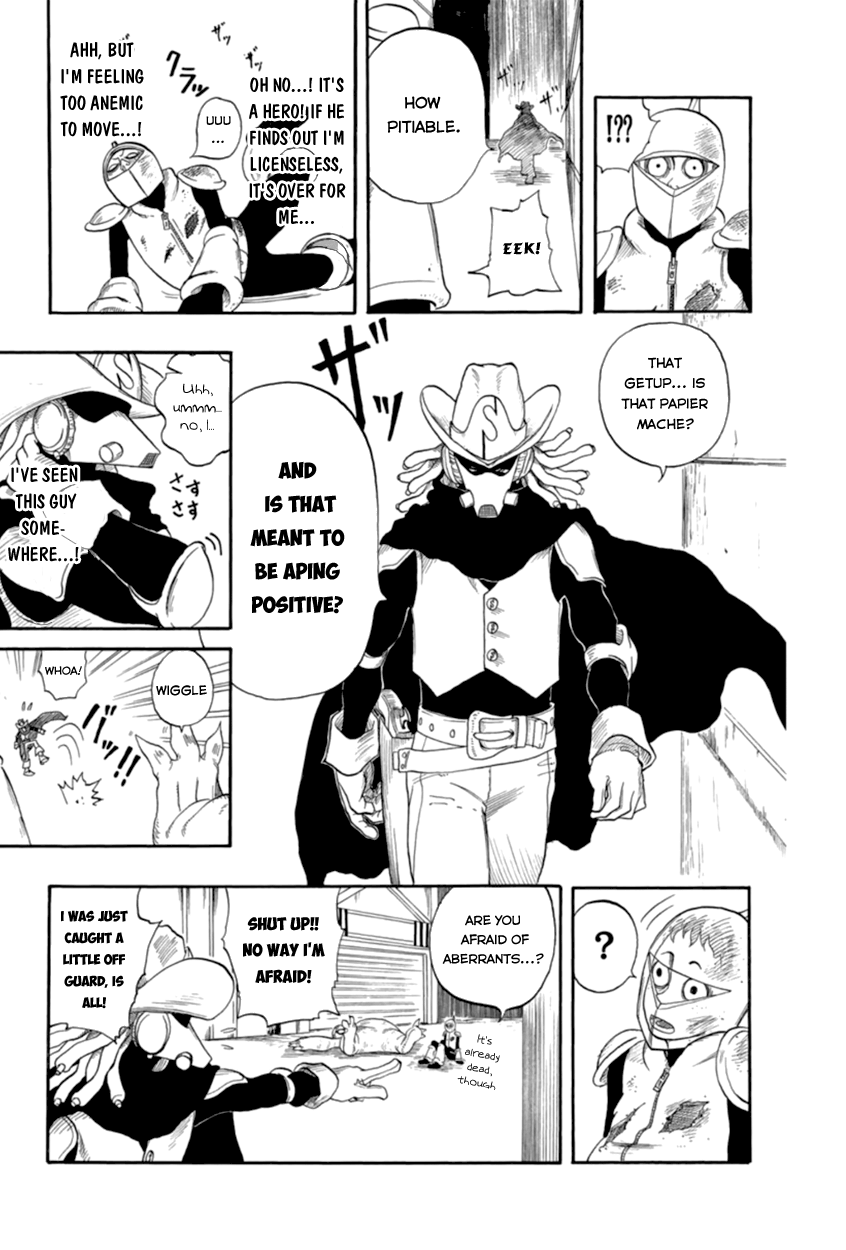 !???
HOW
PITIABLE.
ザッ
ザッ
EEK!
OH NO...! IT'S
A HERO! IF HE
FINDS OUT I'M
LICENSELESS,
IT'S OVER FOR
ME...
UUU
...
クラッ
AHH, BUT
I'M FEELING
TOO ANEMIC
TO MOVE...!
THAT
GETUP... IS
THAT PAPIER
MACHE?
S
ザッ
AND
IS THAT
MEANT TO
BE APING
POSITIVE?
S
Uhh,
ummm...
no, I...
さすさす
I'VE SEEN
THIS GUY
SOME-
WHERE...!
WIGGLE
WHOA!
バッ!!
?
ARE YOU
AFRAID OF
ABERRANTS...?
It's
already
dead,
though
SHUT UP!!
NO WAY I'M
AFRAID!
I WAS JUST
CAUGHT A
LITTLE OFF
GUARD, IS
ALL!